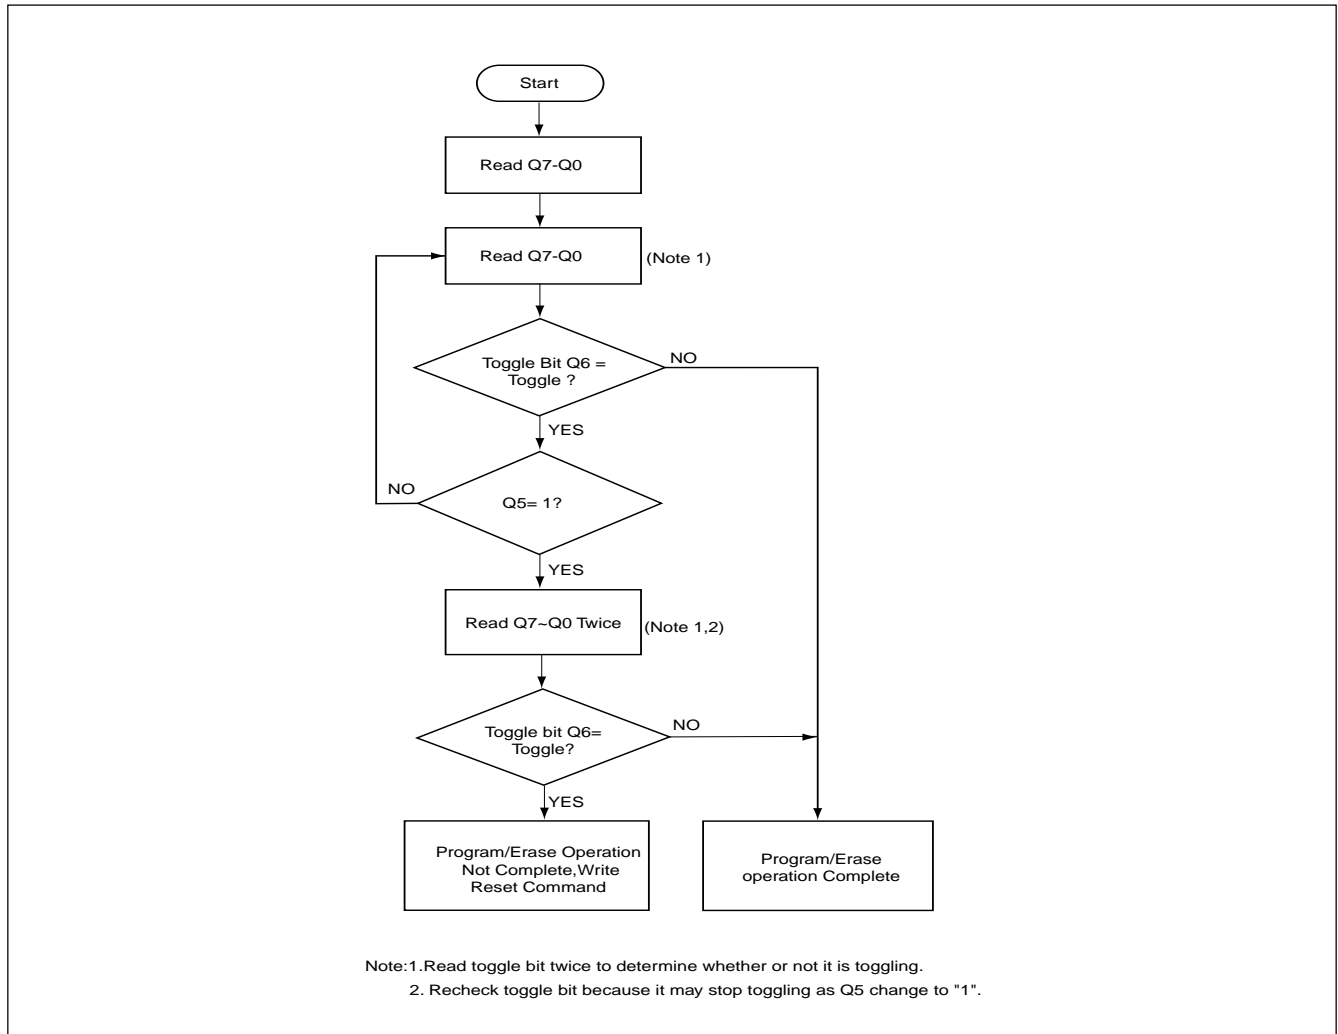 Start
Read Q7-Q0
Read Q7-Q0
(Note 1)
Toggle Bit Q6 =
Toggle ?
NO
YES
NO
Q5= 1?
YES
Read Q7~Q0 Twice
(Note 1,2)
Toggle bit Q6=
Toggle?
NO
YES
Program/Erase Operation
Not Complete,Write
Reset Command
Program/Erase
operation Complete
Note:1.Read toggle bit twice to determine whether or not it is toggling.
2. Recheck toggle bit because it may stop toggling as Q5 change to "1".